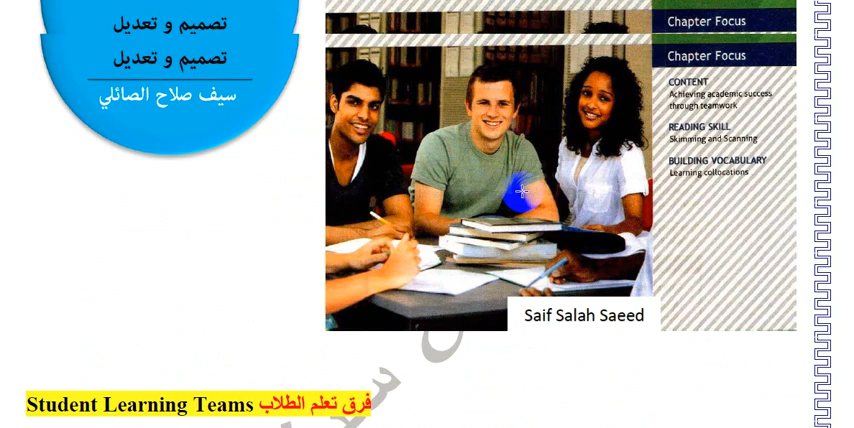 تصميم و تعديل
تصميم و تعديل
سيف صلاح الصائلي
Chapter Focus
Chapter Focus
CONTENT
Achieving academic success
through teamwork
READING SKILL
Skimming and Scanning
BUILDING VOCABULARY
Learning collocations
Saif Salah Saeed
Student Learning Teams فرق تعلم الطلاب